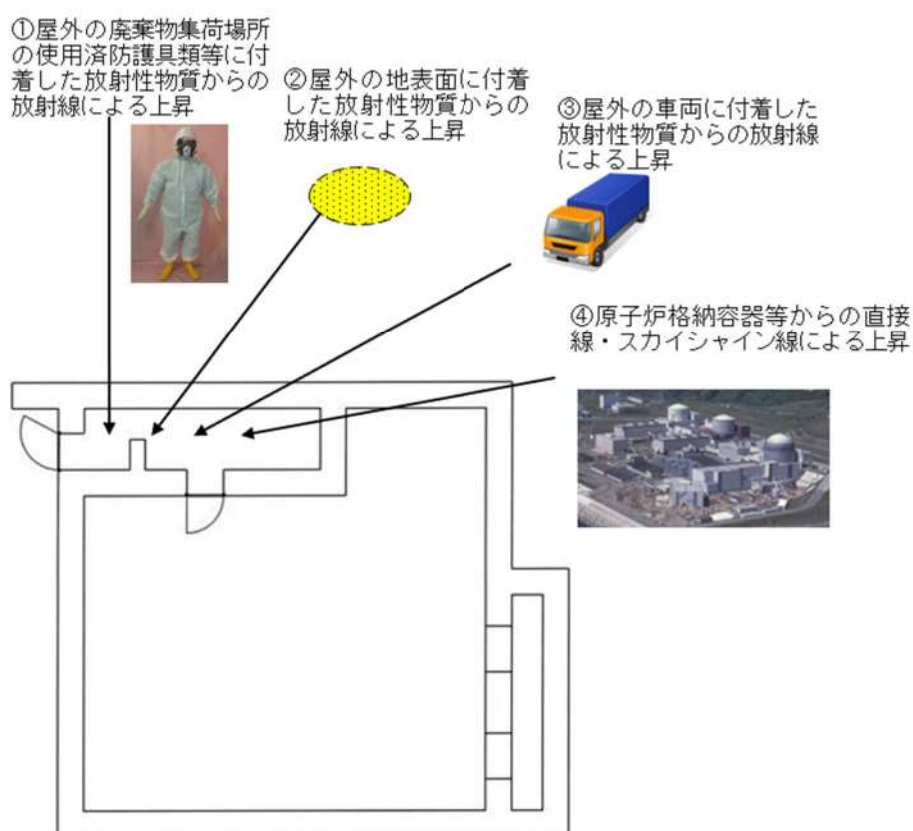 ①屋外の廃棄物集荷場所
の使用済防護具類等に付
着した放射性物質からの
放射線による上昇
②屋外の地表面に付着
した放射性物質からの
放射線による上昇
③屋外の車両に付着した
放射性物質からの放射線
による上昇
④原子炉格納容器等からの直接
線・スカイシャイン線による上昇